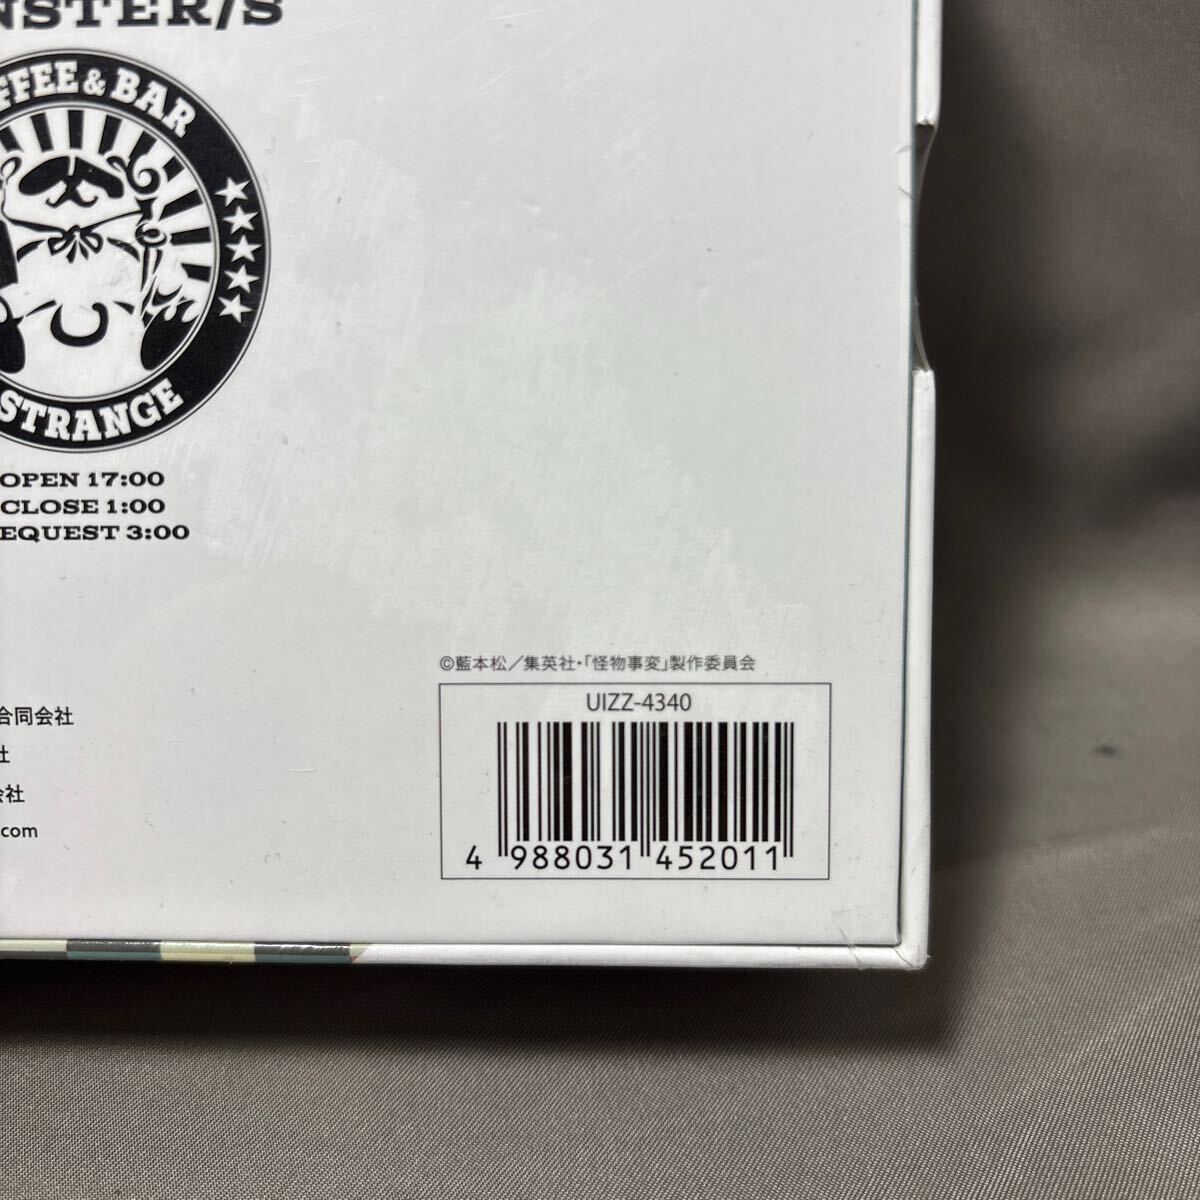 NSTER/S
FFEE & BAR
STRANGE
OPEN 17:00
CLOSE 1:00
EQUEST 3:00
©藍本松／集英社・「怪物事変」製作委員会
UIZZ-4340
合同会社
社
会社
.com
4 988031 452011